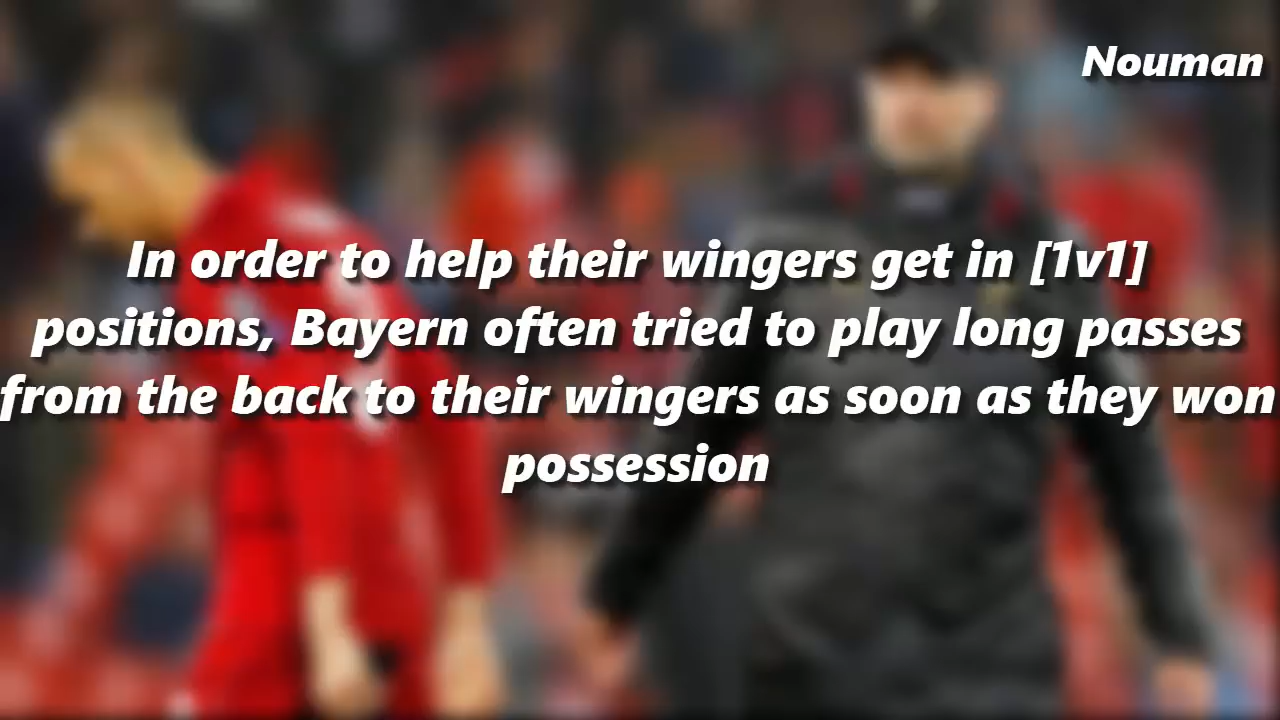 Nouman
In order to help their wingers get in [1v1]
positions, Bayern often tried to play long passes
from the back to their wingers as soon as they won
possession